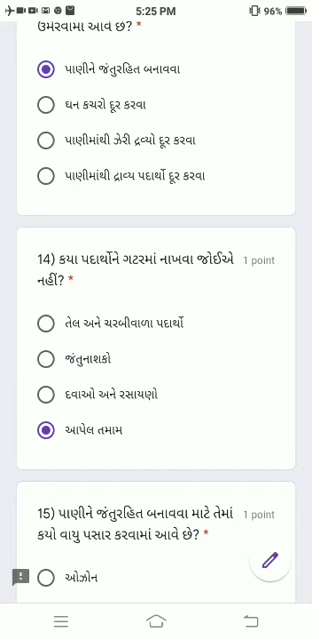 5:25 PM
96%
ઉમેરવામાં આવે છે? *
પાણીને જંતુરહિત બનાવવા
ઘન કચરો દૂર કરવા
પાણીમાંથી ઝેરી દ્રવ્યો દૂર કરવા
પાણીમાંથી દ્રાવ્ય પદાર્થો દૂર કરવા
14) કયા પદાર્થોને ગટરમાં નાખવા જોઈએ 1 point
નહીં? *
તેલ અને ચરબીવાળા પદાર્થો
જંતુનાશકો
દવાઓ અને રસાયણો
આપેલ તમામ
15) પાણીને જંતુરહિત બનાવવા માટે તેમાં 1 point
કયો વાયુ પસાર કરવામાં આવે છે? *
ઓઝોન